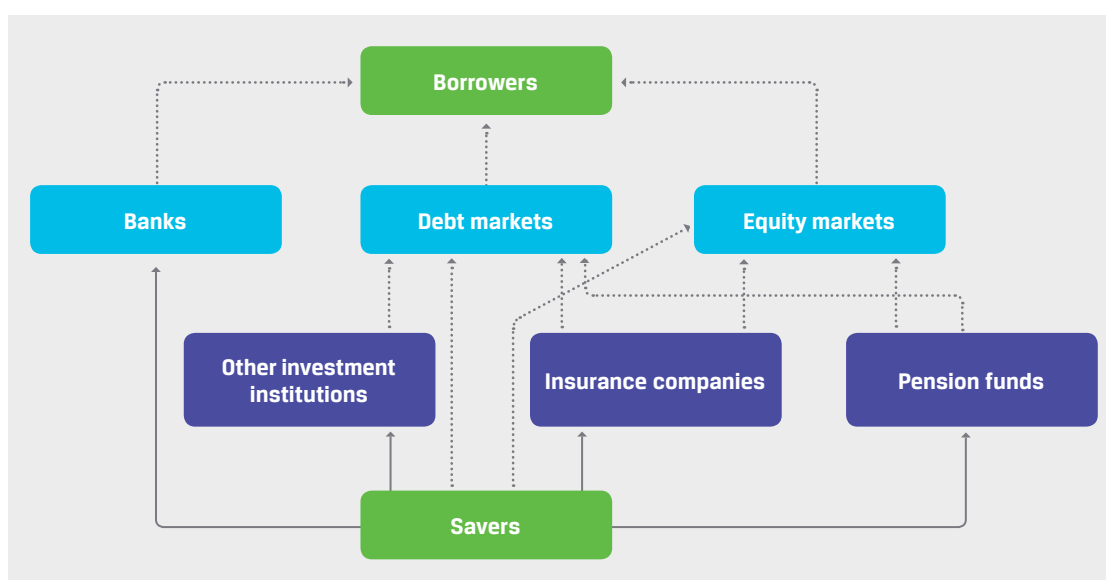 Borrowers
Banks
Debt markets
Equity markets
Other investment
institutions
Insurance companies
Pension funds
Savers